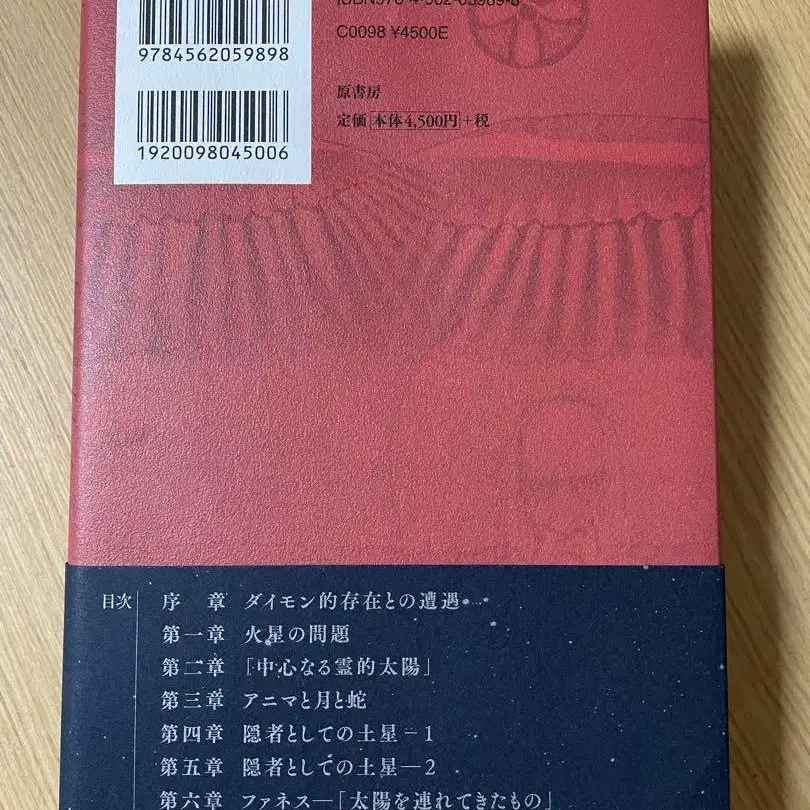 ISBN978-4-562-05989-8
9784562059898
C0098 ¥4500E
原書房
定価 本体4,500円+税
1920098045006
目次
序 章 ダイモン的存在との遭遇
第一章 火星の問題
第二章 「中心なる霊的太陽」
第三章 アニマと月と蛇
第四章 隠者としての土星−1
第五章 隠者としての土星―2
第六章 ファネス―「太陽を連れてきたもの」